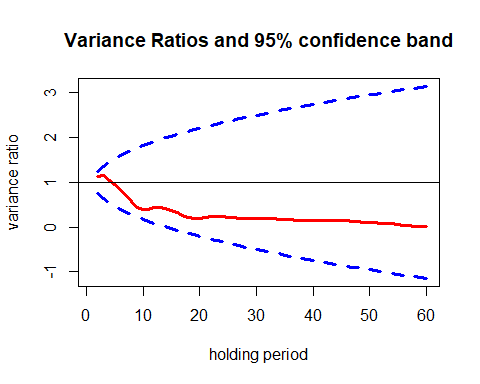 Variance Ratios and 95% confidence band
variance ratio
3
2
1
0
-1
0 10 20 30 40 50 60
holding period